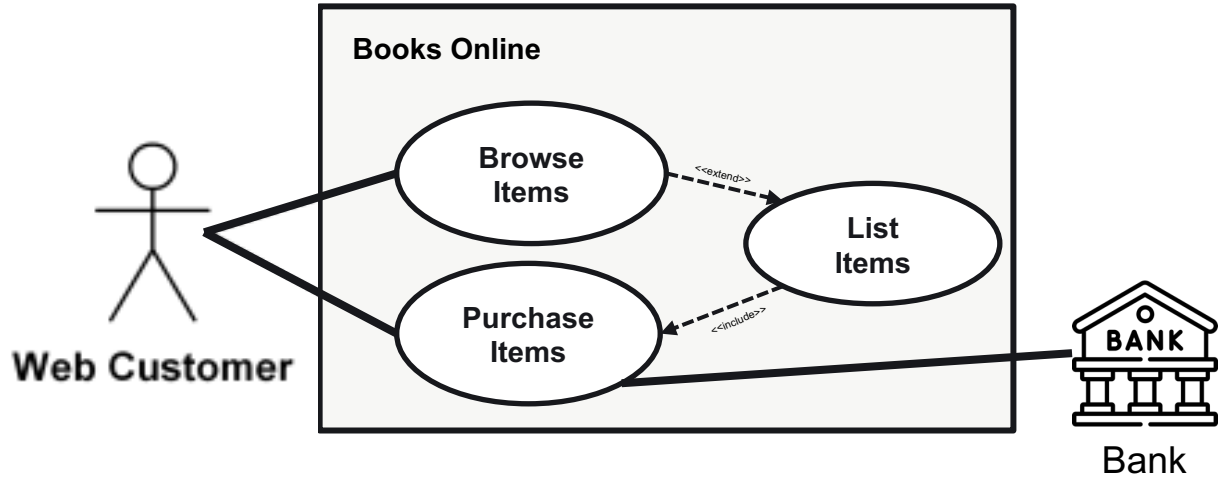 Books Online
Browse
Items
<<extend>>
List
Items
Purchase
Items
<<include>>
Web Customer
BANK
Bank